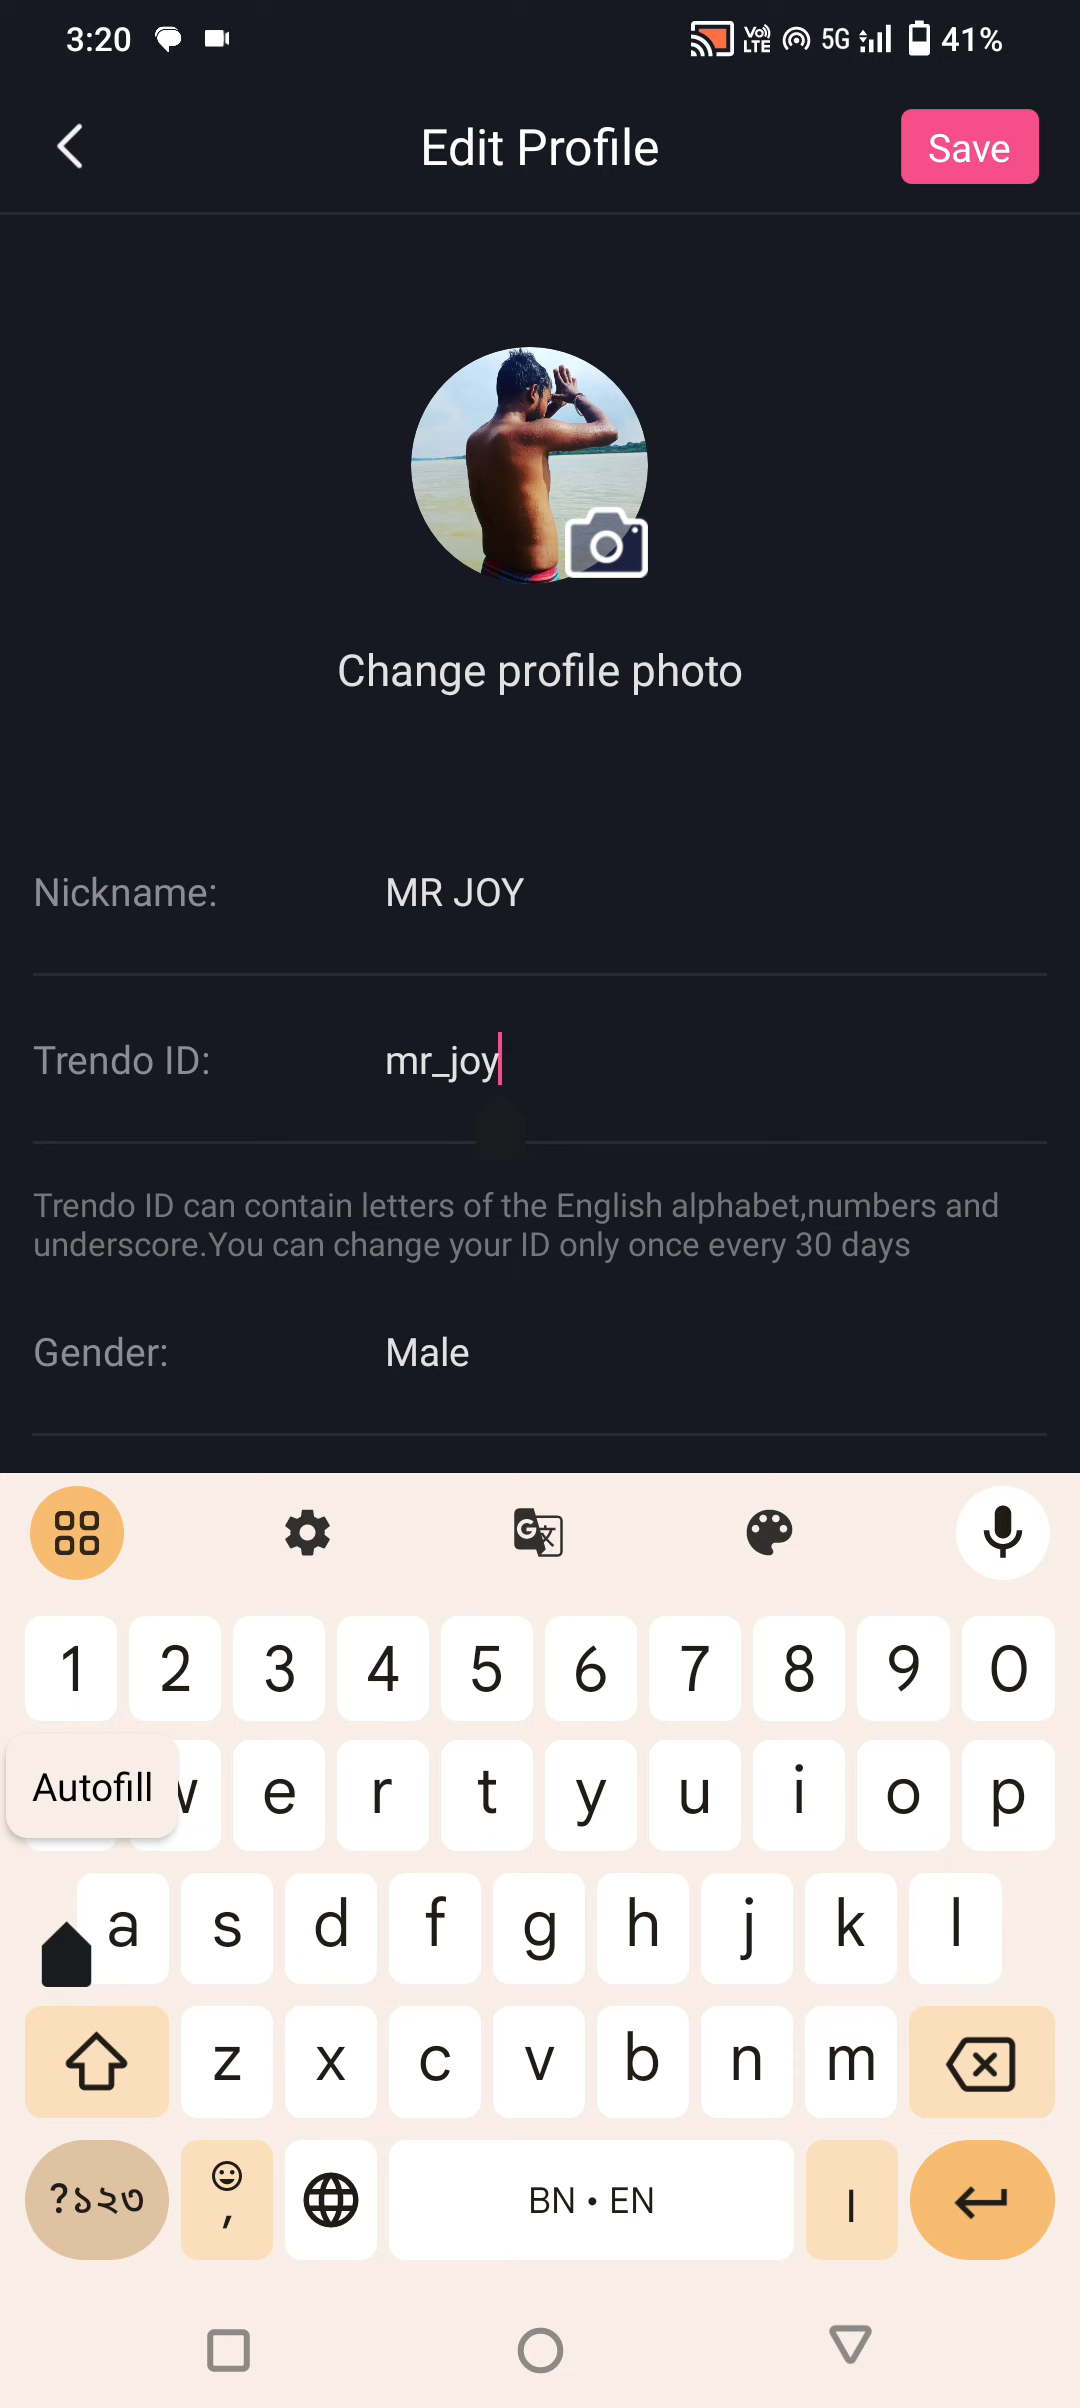 3:20 Vo) LTE 5G 41%
Edit Profile Save
Change profile photo
Nickname: MR JOY
Trendo ID: mr_joy
Trendo ID can contain letters of the English alphabet,numbers and
underscore.You can change your ID only once every 30 days
Gender: Male
1 2 3 4 5 6 7 8 9 0
Autofill w e r t y u i o p
a s d f g h j k l
z x c v b n m
?১২৩ , BN • EN ।